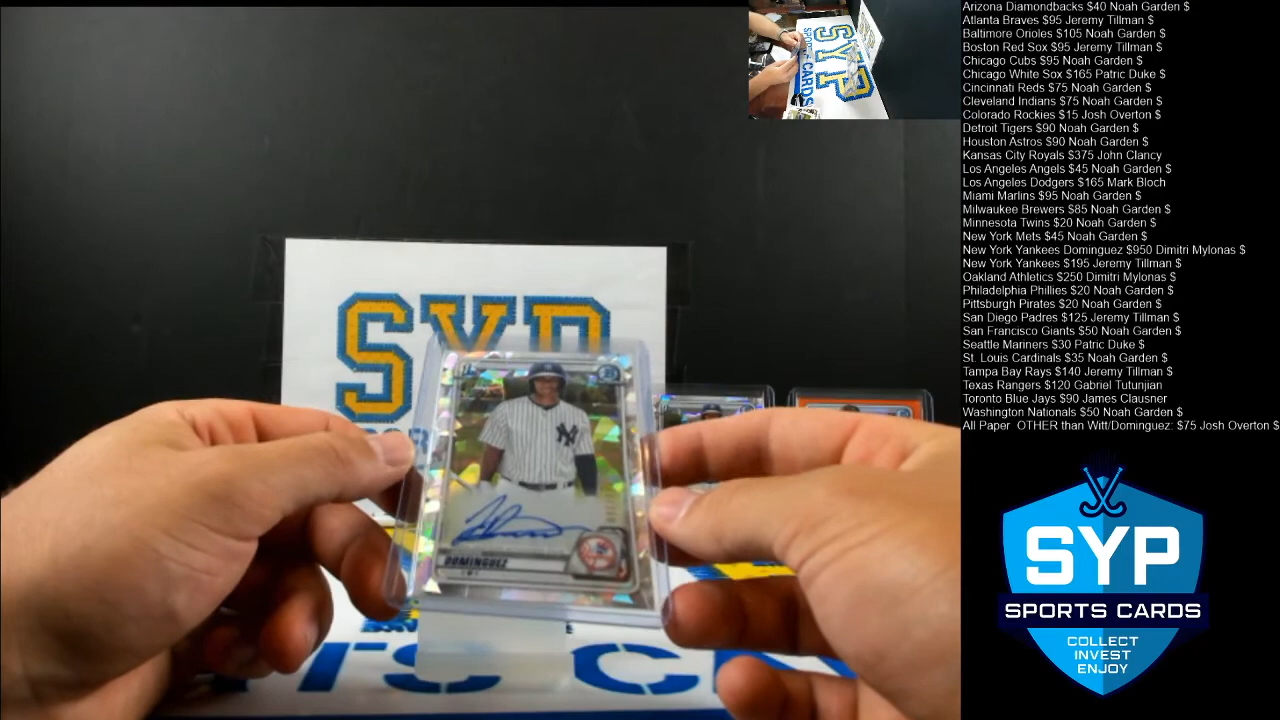 Arizona Diamondbacks $40 Noah Garden $
Atlanta Braves $95 Jeremy Tillman $
Baltimore Orioles $105 Noah Garden $
Boston Red Sox $95 Jeremy Tillman $
Chicago Cubs $95 Noah Garden $
Chicago White Sox $165 Patric Duke $
Cincinnati Reds $75 Noah Garden $
Cleveland Indians $75 Noah Garden $
Colorado Rockies $15 Josh Overton $
Detroit Tigers $90 Noah Garden $
Houston Astros $90 Noah Garden $
Kansas City Royals $375 John Clancy
Los Angeles Angels $45 Noah Garden $
Los Angeles Dodgers $165 Mark Bloch
Miami Marlins $95 Noah Garden $
Milwaukee Brewers $85 Noah Garden $
Minnesota Twins $20 Noah Garden $
New York Mets $45 Noah Garden $
New York Yankees Dominguez $950 Dimitri Mylonas $
New York Yankees $195 Jeremy Tillman $
Oakland Athletics $250 Dimitri Mylonas $
Philadelphia Phillies $20 Noah Garden $
Pittsburgh Pirates $20 Noah Garden $
San Diego Padres $125 Jeremy Tillman $
San Francisco Giants $50 Noah Garden $
Seattle Mariners $30 Patric Duke $
St. Louis Cardinals $35 Noah Garden $
Tampa Bay Rays $140 Jeremy Tillman $
Texas Rangers $120 Gabriel Tutunjian
Toronto Blue Jays $90 James Clausner
Washington Nationals $50 Noah Garden $
All Paper  OTHER than Witt/Dominguez: $75 Josh Overton $
SYP
SPORTS CARDS
COLLECT
INVEST
ENJOY
SYP
SPORTS CARDS
SYP
DOMINGUEZ